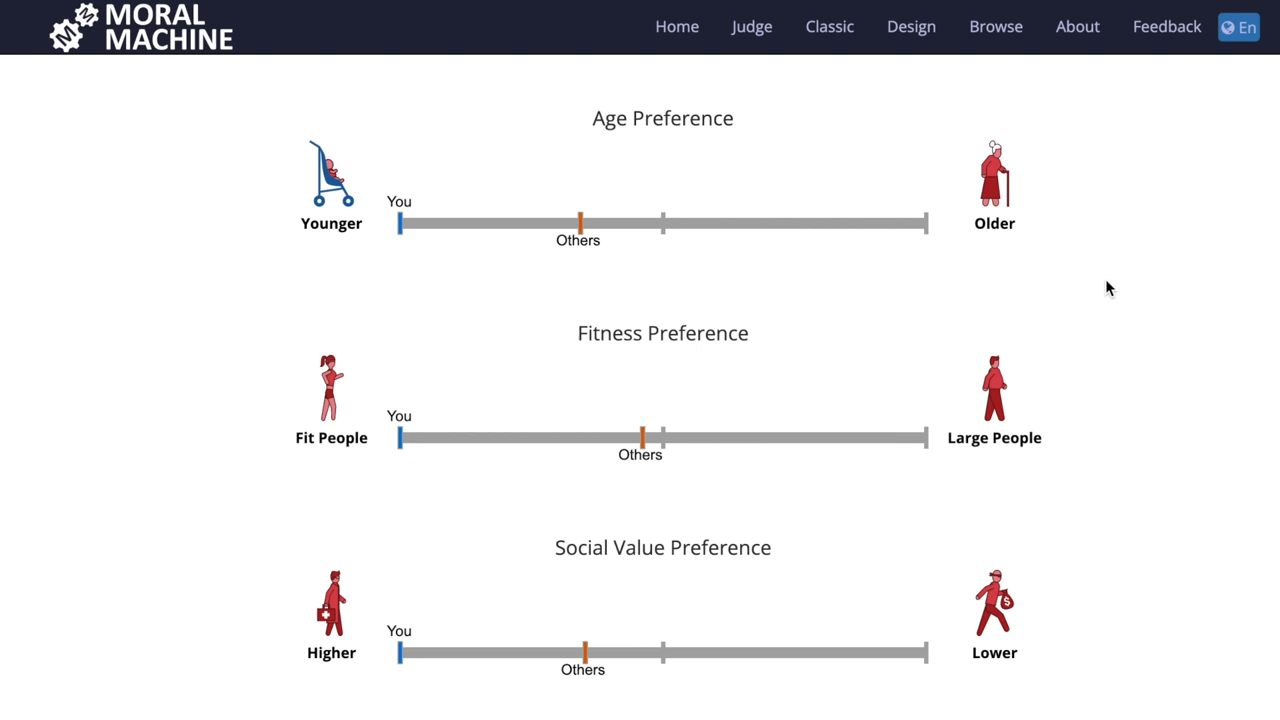 MORAL
MACHINE
Home Judge Classic Design Browse About Feedback En
Age Preference
You
Younger
Older
Others
Fitness Preference
You
Fit People
Large People
Others
Social Value Preference
$
You
Higher
Lower
Others